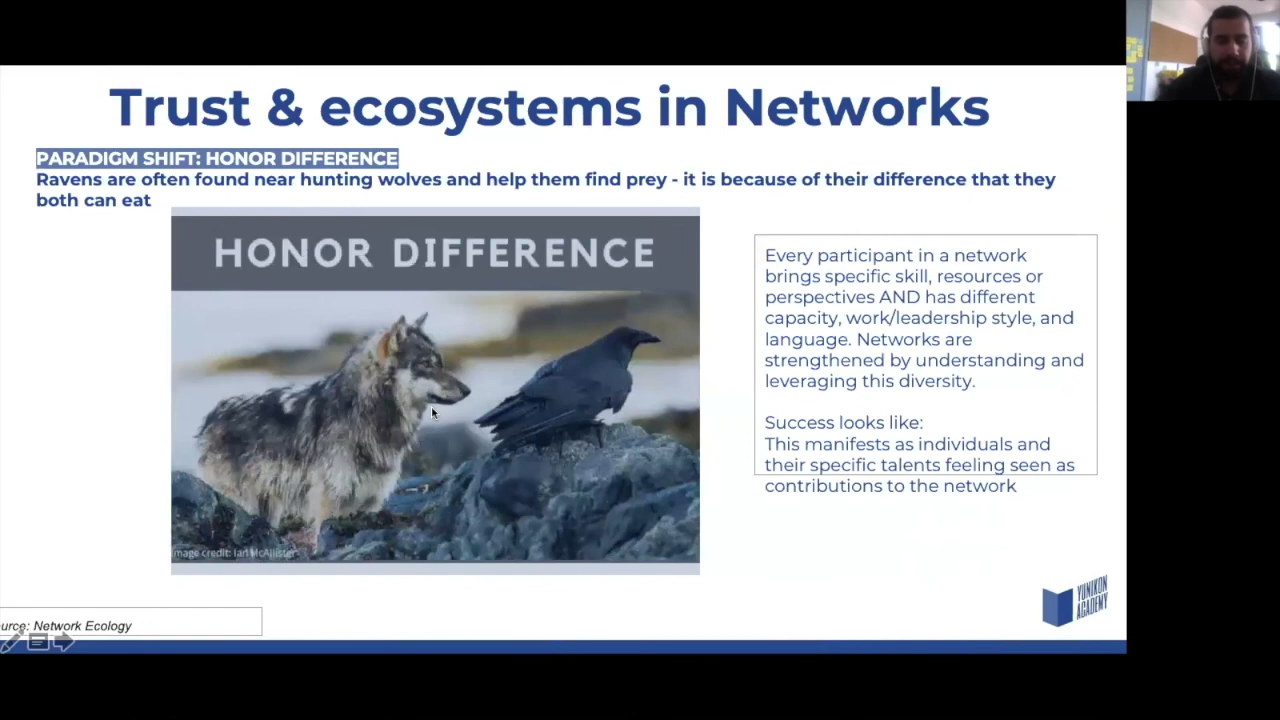 Trust & ecosystems in Networks
PARADIGM SHIFT: HONOR DIFFERENCE
Ravens are often found near hunting wolves and help them find prey - it is because of their difference that they
both can eat
HONOR DIFFERENCE
Every participant in a network
brings specific skill, resources or
perspectives AND has different
capacity, work/leadership style, and
language. Networks are
strengthened by understanding and
leveraging this diversity.
Success looks like:
This manifests as individuals and
their specific talents feeling seen as
contributions to the network
mage credit: Ian McAllister
YUNIKON
ACADEMY
urce: Network Ecology